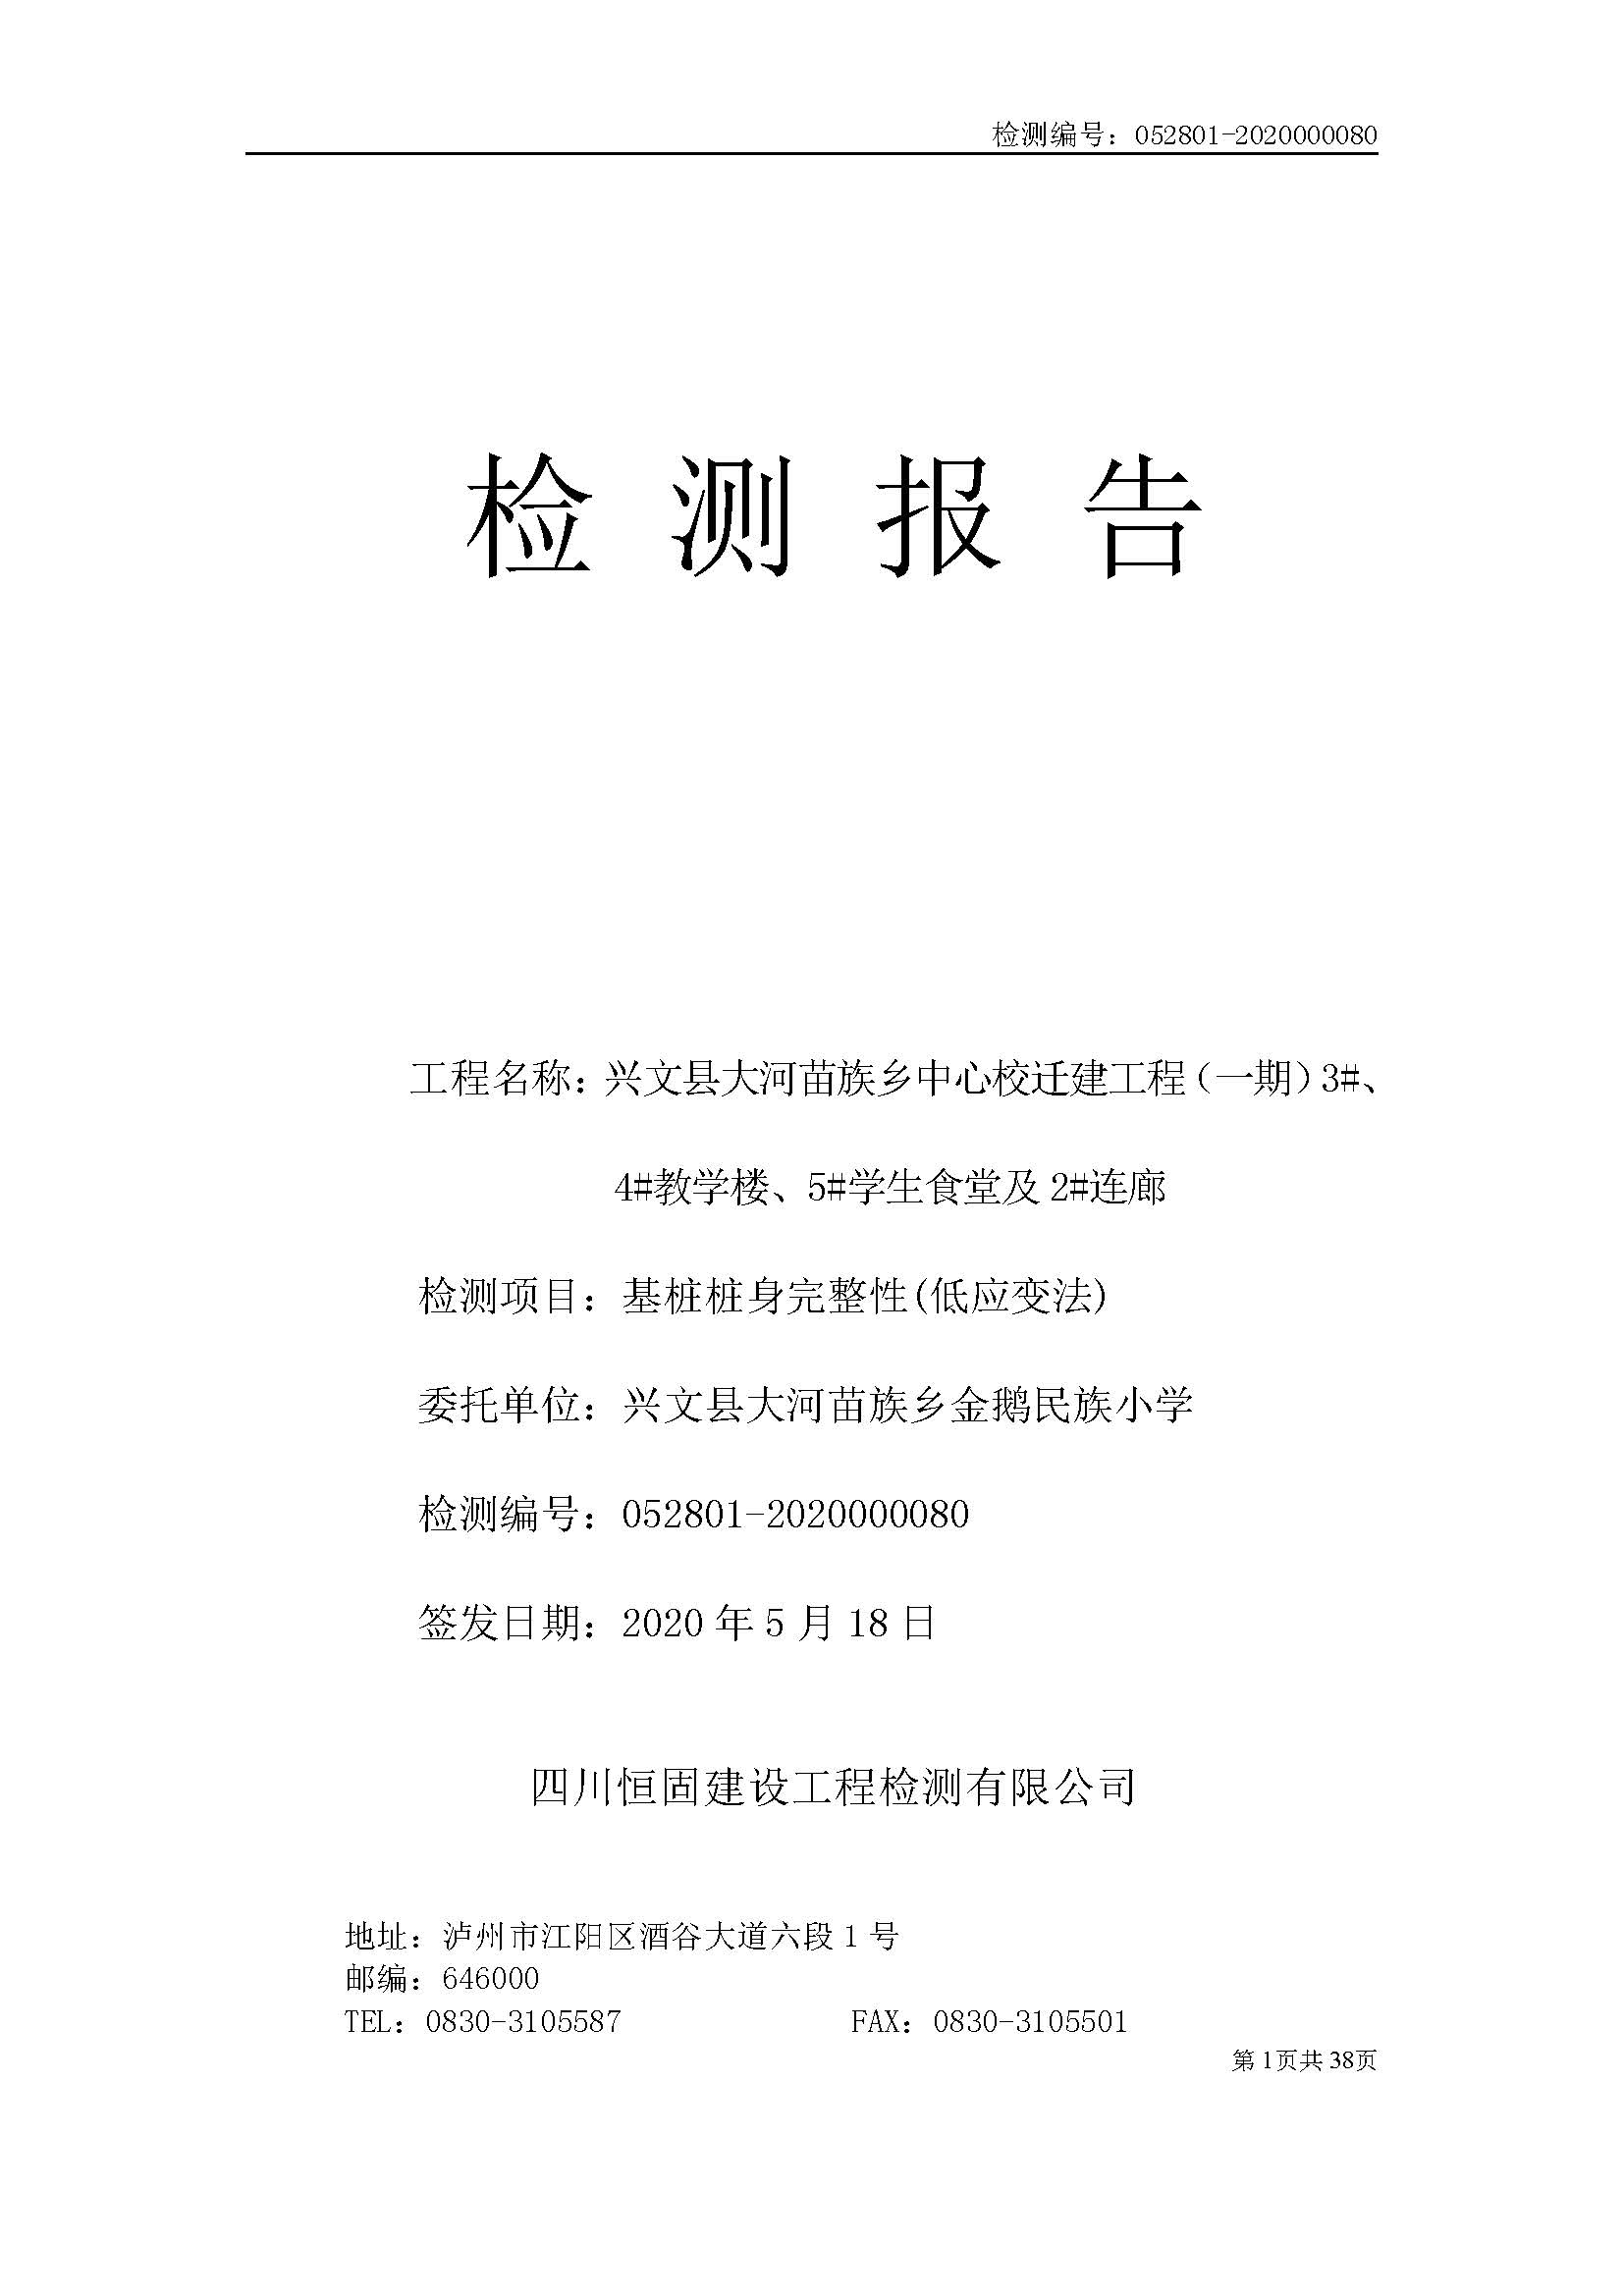 检测编号：052801-2020000080
检 测 报 告
工程名称：兴文县大河苗族乡中心校迁建工程（一期）3#、
4#教学楼、5#学生食堂及 2#连廊
检测项目：基桩桩身完整性(低应变法)
委托单位：兴文县大河苗族乡金鹅民族小学
检测编号：052801-2020000080
签发日期：2020 年 5 月 18 日
四川恒固建设工程检测有限公司
地址：泸州市江阳区酒谷大道六段 1 号
邮编：646000
TEL：0830-3105587 FAX：0830-3105501
第 1页共 38页